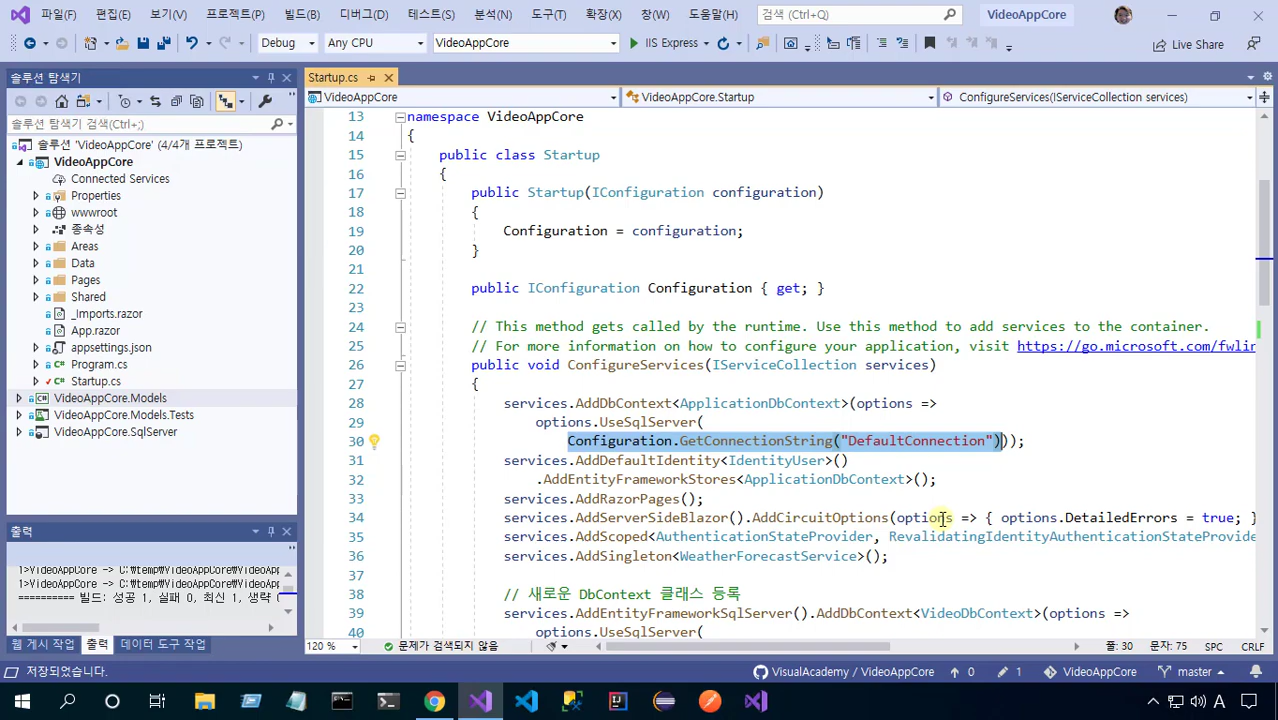 파일(F) 편집(E) 보기(V) 프로젝트(P) 빌드(B) 디버그(D) 테스트(S) 분석(N) 도구(T) 확장(X) 창(W) 도움말(H) 검색 (Ctrl+Q) VideoAppCore
Debug Any CPU VideoAppCore IIS Express Live Share
솔루션 탐색기
솔루션 탐색기 검색(Ctrl+;)
솔루션 'VideoAppCore' (4/4개 프로젝트)
VideoAppCore
Connected Services
Properties
wwwroot
종속성
Areas
Data
Pages
Shared
_Imports.razor
App.razor
appsettings.json
Program.cs
Startup.cs
VideoAppCore.Models
VideoAppCore.Models.Tests
VideoAppCore.SqlServer
출력
1>VideoAppCore -> C:₩temp₩VideoAppCore₩VideoApp
1>VideoAppCore -> C:₩temp₩VideoAppCore₩VideoApp
========== 빌드: 성공 1, 실패 0, 최신 1, 생략 0
웹 게시 작업 출력 데이터 도구 작업
Startup.cs
VideoAppCore VideoAppCore.Startup ConfigureServices(IServiceCollection services)
13 namespace VideoAppCore
14 {
15 public class Startup
16 {
17 public Startup(IConfiguration configuration)
18 {
19 Configuration = configuration;
20 }
21
22 public IConfiguration Configuration { get; }
23
24 // This method gets called by the runtime. Use this method to add services to the container.
25 // For more information on how to configure your application, visit https://go.microsoft.com/fwlin
26 public void ConfigureServices(IServiceCollection services)
27 {
28 services.AddDbContext<ApplicationDbContext>(options =>
29 options.UseSqlServer(
30 Configuration.GetConnectionString("DefaultConnection")));
31 services.AddDefaultIdentity<IdentityUser>()
32 .AddEntityFrameworkStores<ApplicationDbContext>();
33 services.AddRazorPages();
34 services.AddServerSideBlazor().AddCircuitOptions(options => { options.DetailedErrors = true; }
35 services.AddScoped<AuthenticationStateProvider, RevalidatingIdentityAuthenticationStateProvide
36 services.AddSingleton<WeatherForecastService>();
37
38 // 새로운 DbContext 클래스 등록
39 services.AddEntityFrameworkSqlServer().AddDbContext<VideoDbContext>(options =>
40 options.UseSqlServer(
120 % 문제가 검색되지 않음 줄: 30 문자: 75 SPC CRLF
저장되었습니다. VisualAcademy / VideoAppCore 0 1 VideoAppCore master
A